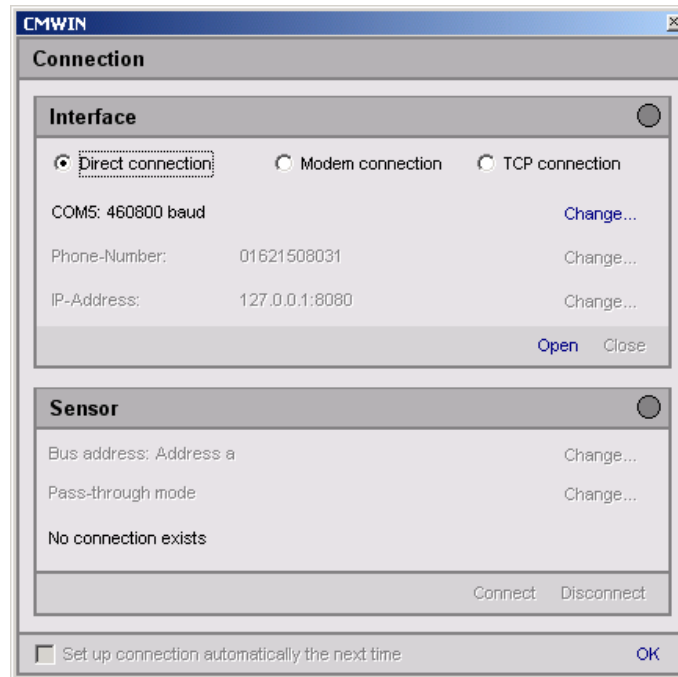 CMWIN
Connection
Interface
Direct connection Modem connection TCP connection
COM5: 460800 baud Change...
Phone-Number: 01621508031 Change...
IP-Address: 127.0.0.1:8080 Change...
Open Close
Sensor
Bus address: Address a Change...
Pass-through mode Change...
No connection exists
Connect Disconnect
Set up connection automatically the next time OK